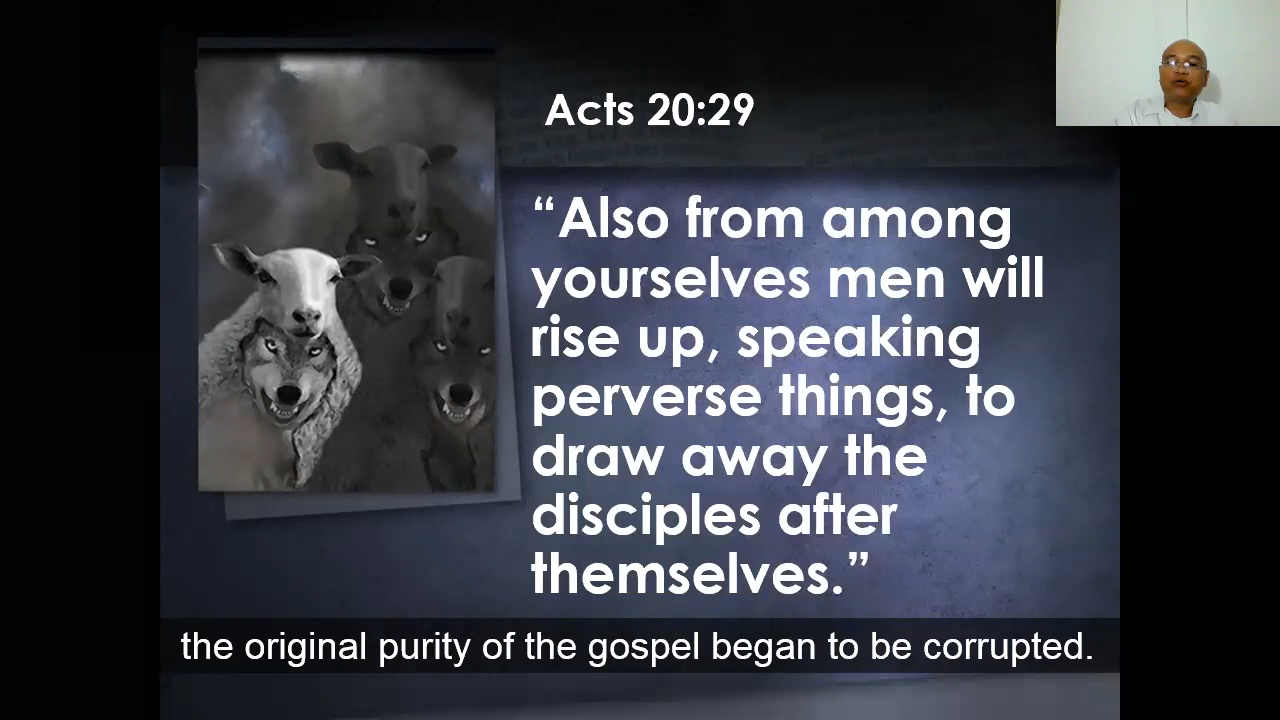 Acts 20:29
“Also from among
yourselves men will
rise up, speaking
perverse things, to
draw away the
disciples after
themselves.”
the original purity of the gospel began to be corrupted.